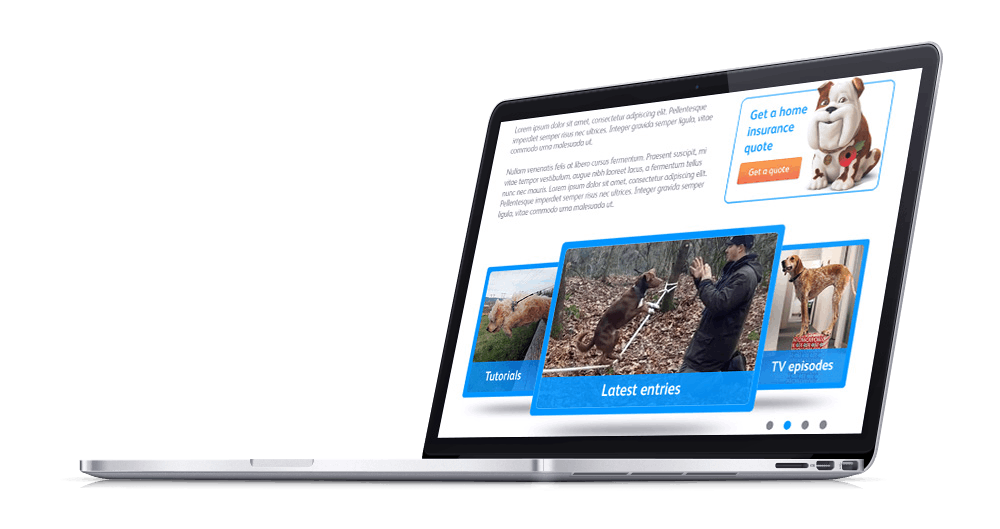 Lorem ipsum dolor sit amet, consectetur adipiscing elit. Pellentesque
imperdiet semper risus nec ultrices. Integer gravida semper ligula, vitae
commodo urna malesuada ut.
Nullam venenatis felis at libero cursus fermentum. Praesent suscipit, mi
vitae tempor vestibulum, augue nibh laoreet lacus, a fermentum tellus
nunc nec mauris. Lorem ipsum dolor sit amet, consectetur adipiscing elit.
Pellentesque imperdiet semper risus nec ultrices. Integer gravida semper
ligula, vitae commodo urna malesuada ut.
Get a home
insurance
quote
Get a quote
Tutorials
Latest entries
TV episodes